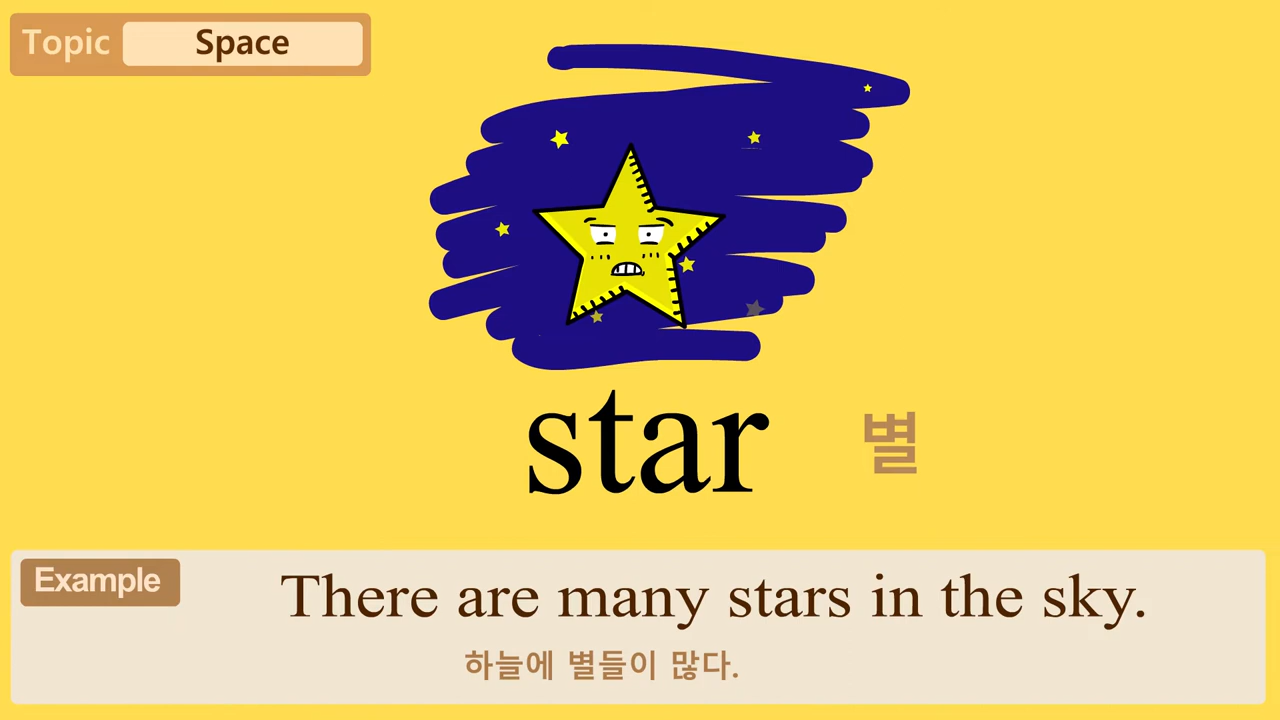 Topic Space
star 별
Example
There are many stars in the sky.
하늘에 별들이 많다.